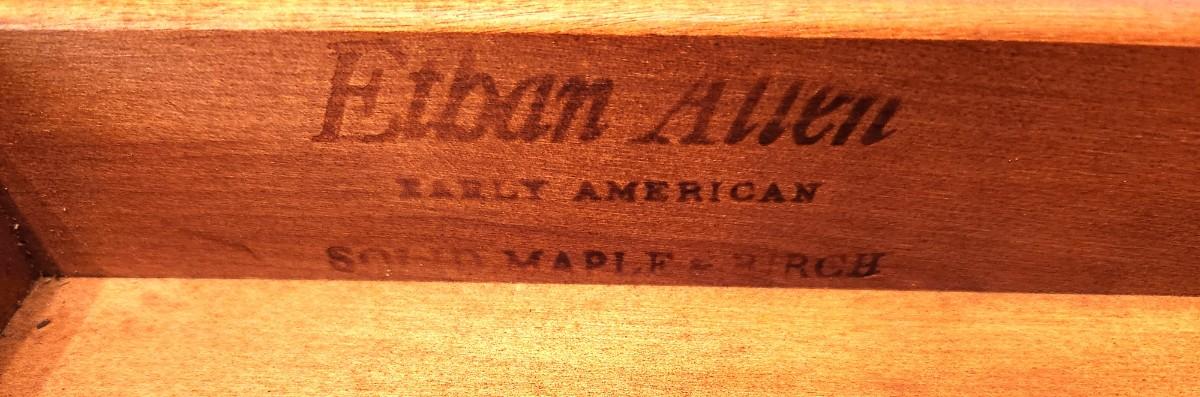 Ethan Allen
EARLY AMERICAN
SOLID MAPLE & BIRCH